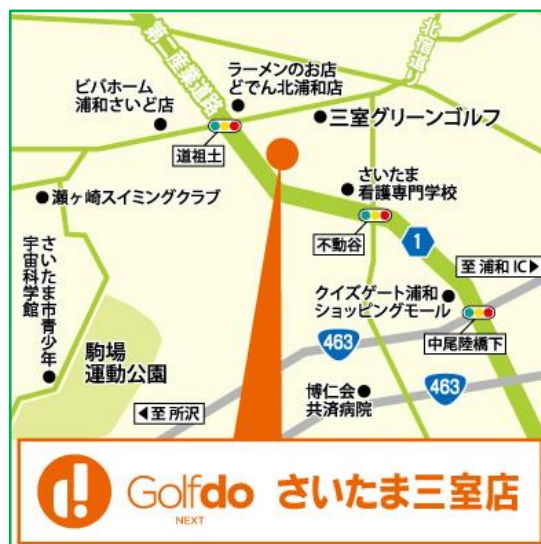 第二産業道路
北宿通り
ラーメンのお店
どでん北浦和店
ビバホーム
浦和さいど店
三室グリーンゴルフ
道祖土
さいたま
看護専門学校
瀬ヶ崎スイミングクラブ
不動谷
1
至 浦和 IC▶
さいたま市青少年
宇宙科学館
クイズゲート浦和
ショッピングモール
中尾陸橋下
駒場
運動公園
463
463
博仁会
共済病院
◀至 所沢
d!
Golfdo
NEXT
さいたま三室店